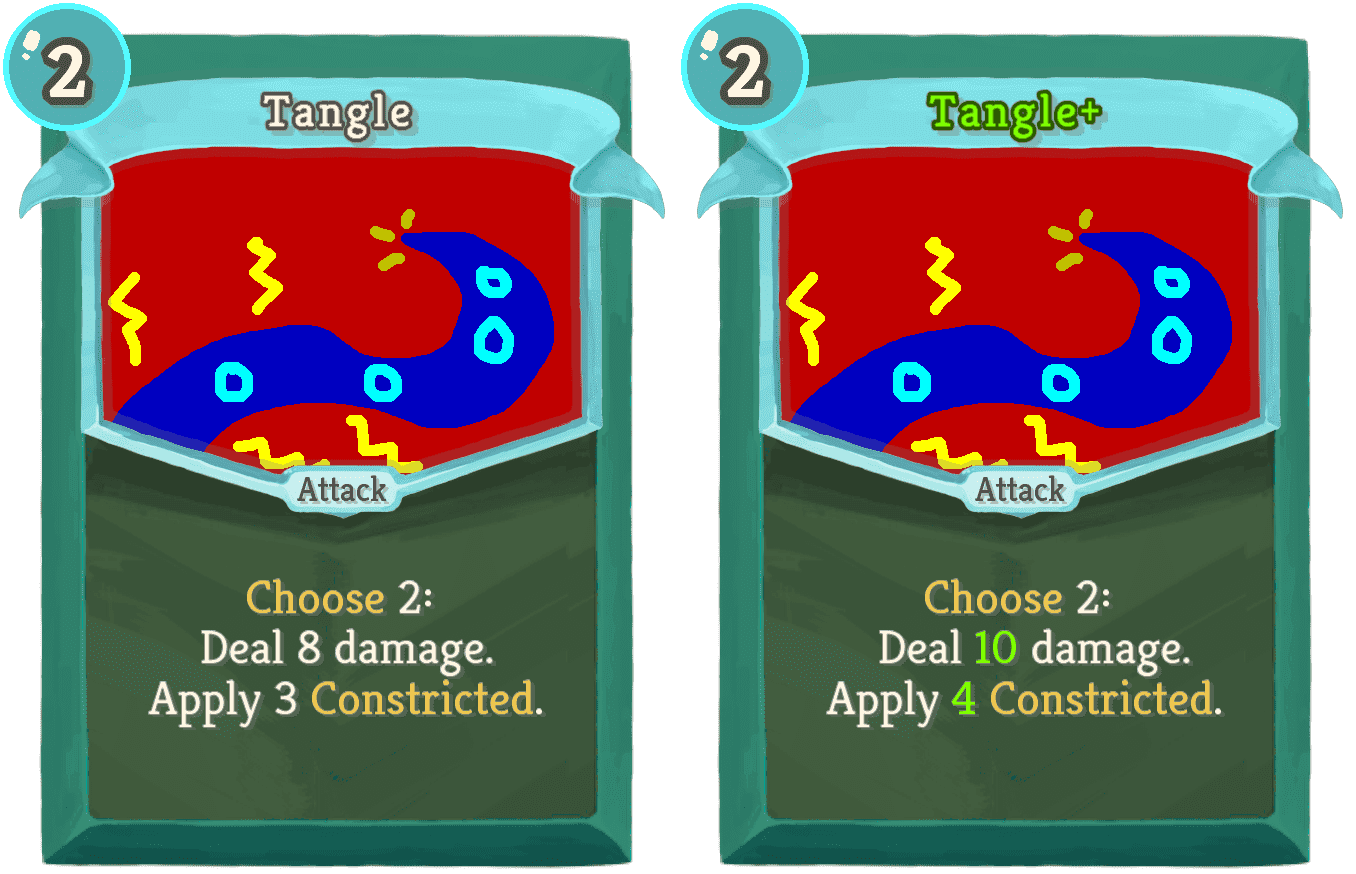 2
Tangle
Attack
Choose 2:
Deal 8 damage.
Apply 3 Constricted.
2
Tangle+
Attack
Choose 2:
Deal 10 damage.
Apply 4 Constricted.